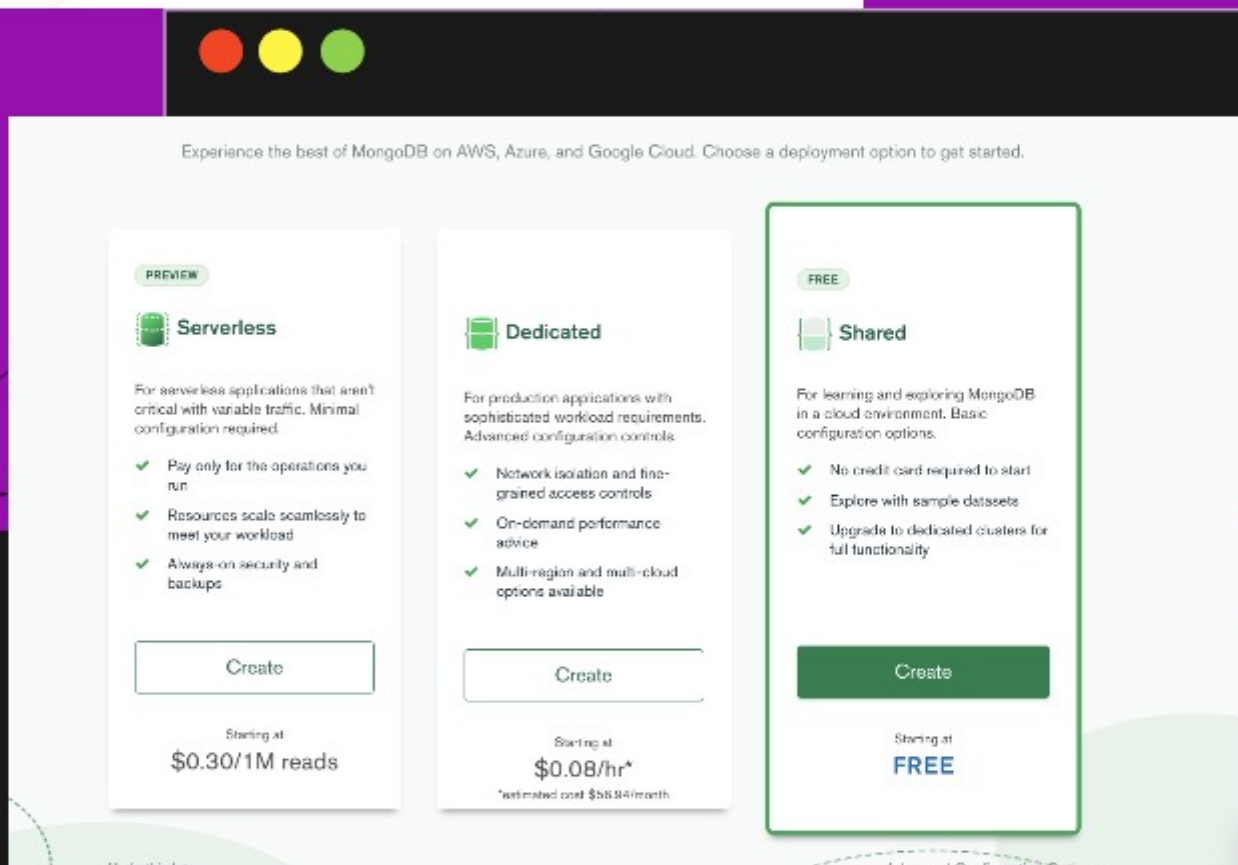 Experience the best of MongoDB on AWS, Azure, and Google Cloud. Choose a deployment option to get started.
PREVIEW
Serverless
For serverless applications that aren't
critical with variable traffic. Minimal
configuration required.
Pay only for the operations you
run
Resources scale seamlessly to
meet your workload
Always-on security and
backups
Create
Starting at
$0.30/1M reads
Dedicated
For production applications with
sophisticated workload requirements.
Advanced configuration controls.
Network isolation and fine-
grained access controls
On-demand performance
advice
Multi-region and multi-cloud
options available
Create
Starting at
$0.08/hr*
*estimated cost $56.94/month
FREE
Shared
For learning and exploring MongoDB
in a cloud environment. Basic
configuration options.
No credit card required to start
Explore with sample datasets
Upgrade to dedicated clusters for
full functionality
Create
Starting at
FREE